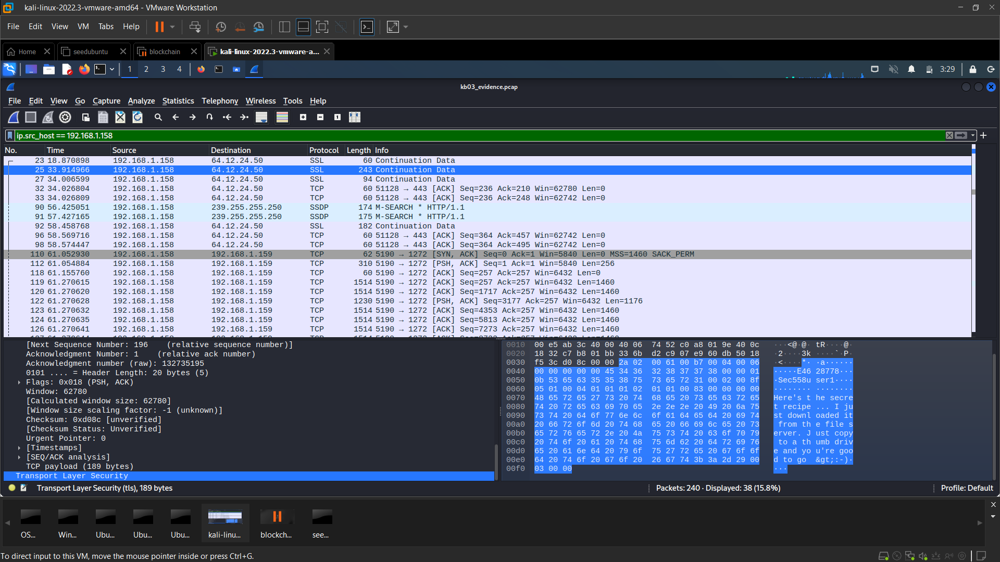 kali-linux-2022.3-vmware-amd64 - VMware Workstation
File Edit View VM Tabs Help
Home seedubuntu blockchain kali-linux-2022.3-vmware-a...
1 2 3 4 3:29
kb03_evidence.pcap
File Edit View Go Capture Analyze Statistics Telephony Wireless Tools Help
ip.src_host == 192.168.1.158
No. Time Source Destination Protocol Length Info
23 18.870898 192.168.1.158 64.12.24.50 SSL 60 Continuation Data
25 33.914966 192.168.1.158 64.12.24.50 SSL 243 Continuation Data
27 34.006599 192.168.1.158 64.12.24.50 SSL 94 Continuation Data
32 34.026804 192.168.1.158 64.12.24.50 TCP 60 51128 → 443 [ACK] Seq=236 Ack=210 Win=62780 Len=0
33 34.026809 192.168.1.158 64.12.24.50 TCP 60 51128 → 443 [ACK] Seq=236 Ack=248 Win=62742 Len=0
90 56.425051 192.168.1.158 239.255.255.250 SSDP 174 M-SEARCH * HTTP/1.1
91 57.427165 192.168.1.158 239.255.255.250 SSDP 175 M-SEARCH * HTTP/1.1
92 58.458768 192.168.1.158 64.12.24.50 SSL 182 Continuation Data
96 58.569716 192.168.1.158 64.12.24.50 TCP 60 51128 → 443 [ACK] Seq=364 Ack=457 Win=62742 Len=0
98 58.574447 192.168.1.158 64.12.24.50 TCP 60 51128 → 443 [ACK] Seq=364 Ack=495 Win=62742 Len=0
110 61.052930 192.168.1.158 192.168.1.159 TCP 62 5190 → 1272 [SYN, ACK] Seq=0 Ack=1 Win=5840 Len=0 MSS=1460 SACK_PERM
112 61.054884 192.168.1.158 192.168.1.159 TCP 310 5190 → 1272 [PSH, ACK] Seq=1 Ack=1 Win=5840 Len=256
118 61.155760 192.168.1.158 192.168.1.159 TCP 60 5190 → 1272 [ACK] Seq=257 Ack=257 Win=6432 Len=0
119 61.270615 192.168.1.158 192.168.1.159 TCP 1514 5190 → 1272 [ACK] Seq=257 Ack=257 Win=6432 Len=1460
120 61.270620 192.168.1.158 192.168.1.159 TCP 1514 5190 → 1272 [ACK] Seq=1717 Ack=257 Win=6432 Len=1460
122 61.270628 192.168.1.158 192.168.1.159 TCP 1230 5190 → 1272 [PSH, ACK] Seq=3177 Ack=257 Win=6432 Len=1176
123 61.270632 192.168.1.158 192.168.1.159 TCP 1514 5190 → 1272 [ACK] Seq=4353 Ack=257 Win=6432 Len=1460
124 61.270635 192.168.1.158 192.168.1.159 TCP 1514 5190 → 1272 [ACK] Seq=5813 Ack=257 Win=6432 Len=1460
126 61.270641 192.168.1.158 192.168.1.159 TCP 1514 5190 → 1272 [ACK] Seq=7273 Ack=257 Win=6432 Len=1460
[Next Sequence Number: 196 (relative sequence number)]
Acknowledgment Number: 1 (relative ack number)
Acknowledgment number (raw): 132735195
0101 .... = Header Length: 20 bytes (5)
Flags: 0x018 (PSH, ACK)
Window: 62780
[Calculated window size: 62780]
[Window size scaling factor: -1 (unknown)]
Checksum: 0xd08c [unverified]
[Checksum Status: Unverified]
Urgent Pointer: 0
[Timestamps]
[SEQ/ACK analysis]
TCP payload (189 bytes)
Transport Layer Security
0010 00 e5 ab 3c 40 00 40 06 74 52 c0 a8 01 9e 40 0c ···<@·@· tR····@·
0020 18 32 c7 b8 01 bb 33 6b d2 c9 07 e9 60 db 50 18 ·2····3k ····`·P·
0030 f5 3c d0 8c 00 00 2a 02 00 61 00 b7 00 04 00 06 ·<····*· ·a······
0040 00 00 00 00 00 45 34 36 32 38 37 37 38 00 00 01 ·····E46 28778···
0050 0b 53 65 63 35 35 38 75 73 65 72 31 00 02 00 8f ·Sec558u ser1····
0060 05 01 00 04 01 01 01 02 01 01 00 83 00 00 00 00 ········ ········
0070 48 65 72 65 27 73 20 74 68 65 20 73 65 63 72 65 Here's t he secre
0080 74 20 72 65 63 69 70 65 2e 2e 2e 20 49 20 6a 75 t recipe ... I ju
0090 73 74 20 64 6f 77 6e 6c 6f 61 64 65 64 20 69 74 st downl oaded it
00a0 20 66 72 6f 6d 20 74 68 65 20 66 69 6c 65 20 73 from th e file s
00b0 65 72 76 65 72 2e 20 4a 75 73 74 20 63 6f 70 79 erver. J ust copy
00c0 20 74 6f 20 61 20 74 68 75 6d 62 20 64 72 69 76 to a th umb driv
00d0 65 20 61 6e 64 20 79 6f 75 27 72 65 20 67 6f 6f e and yo u're goo
00e0 64 20 74 6f 20 67 6f 20 26 67 74 3b 3a 2d 29 00 d to go &gt;:-)·
00f0 03 00 00 ···
Transport Layer Security (tls), 189 bytes Packets: 240 · Displayed: 38 (15.8%) Profile: Default
OS... Win... Ubu... Ubu... Ubu... kali-linu... blockch... see...
To direct input to this VM, move the mouse pointer inside or press Ctrl+G.